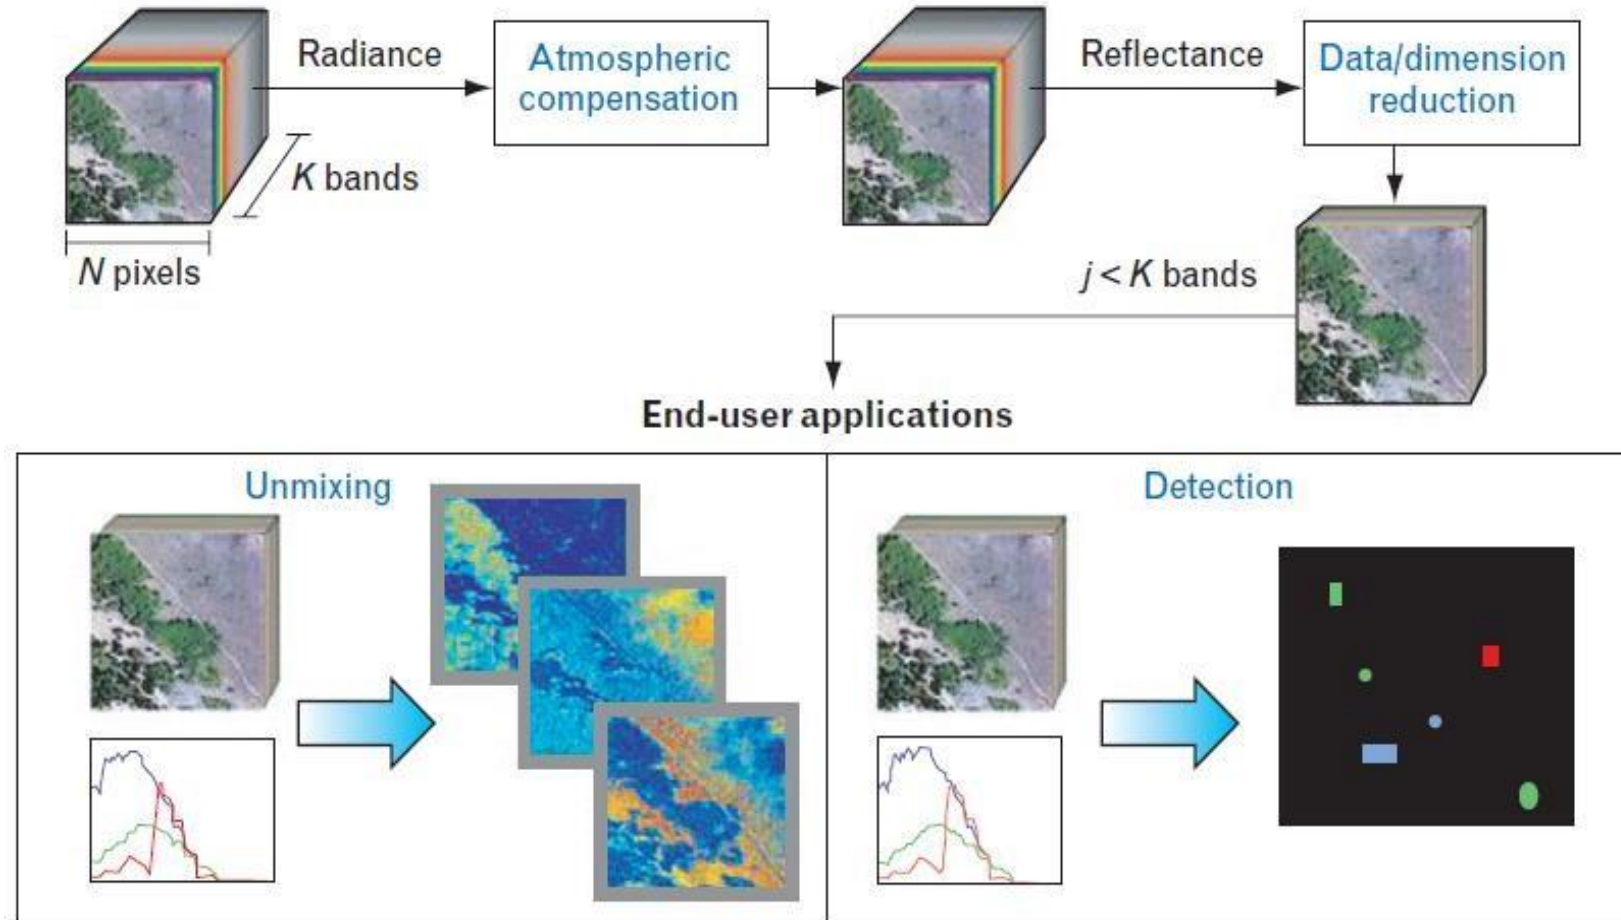 Radiance
Atmospheric
compensation
Reflectance
Data/dimension
reduction
K bands
N pixels
j < K bands
End-user applications
Unmixing
Detection